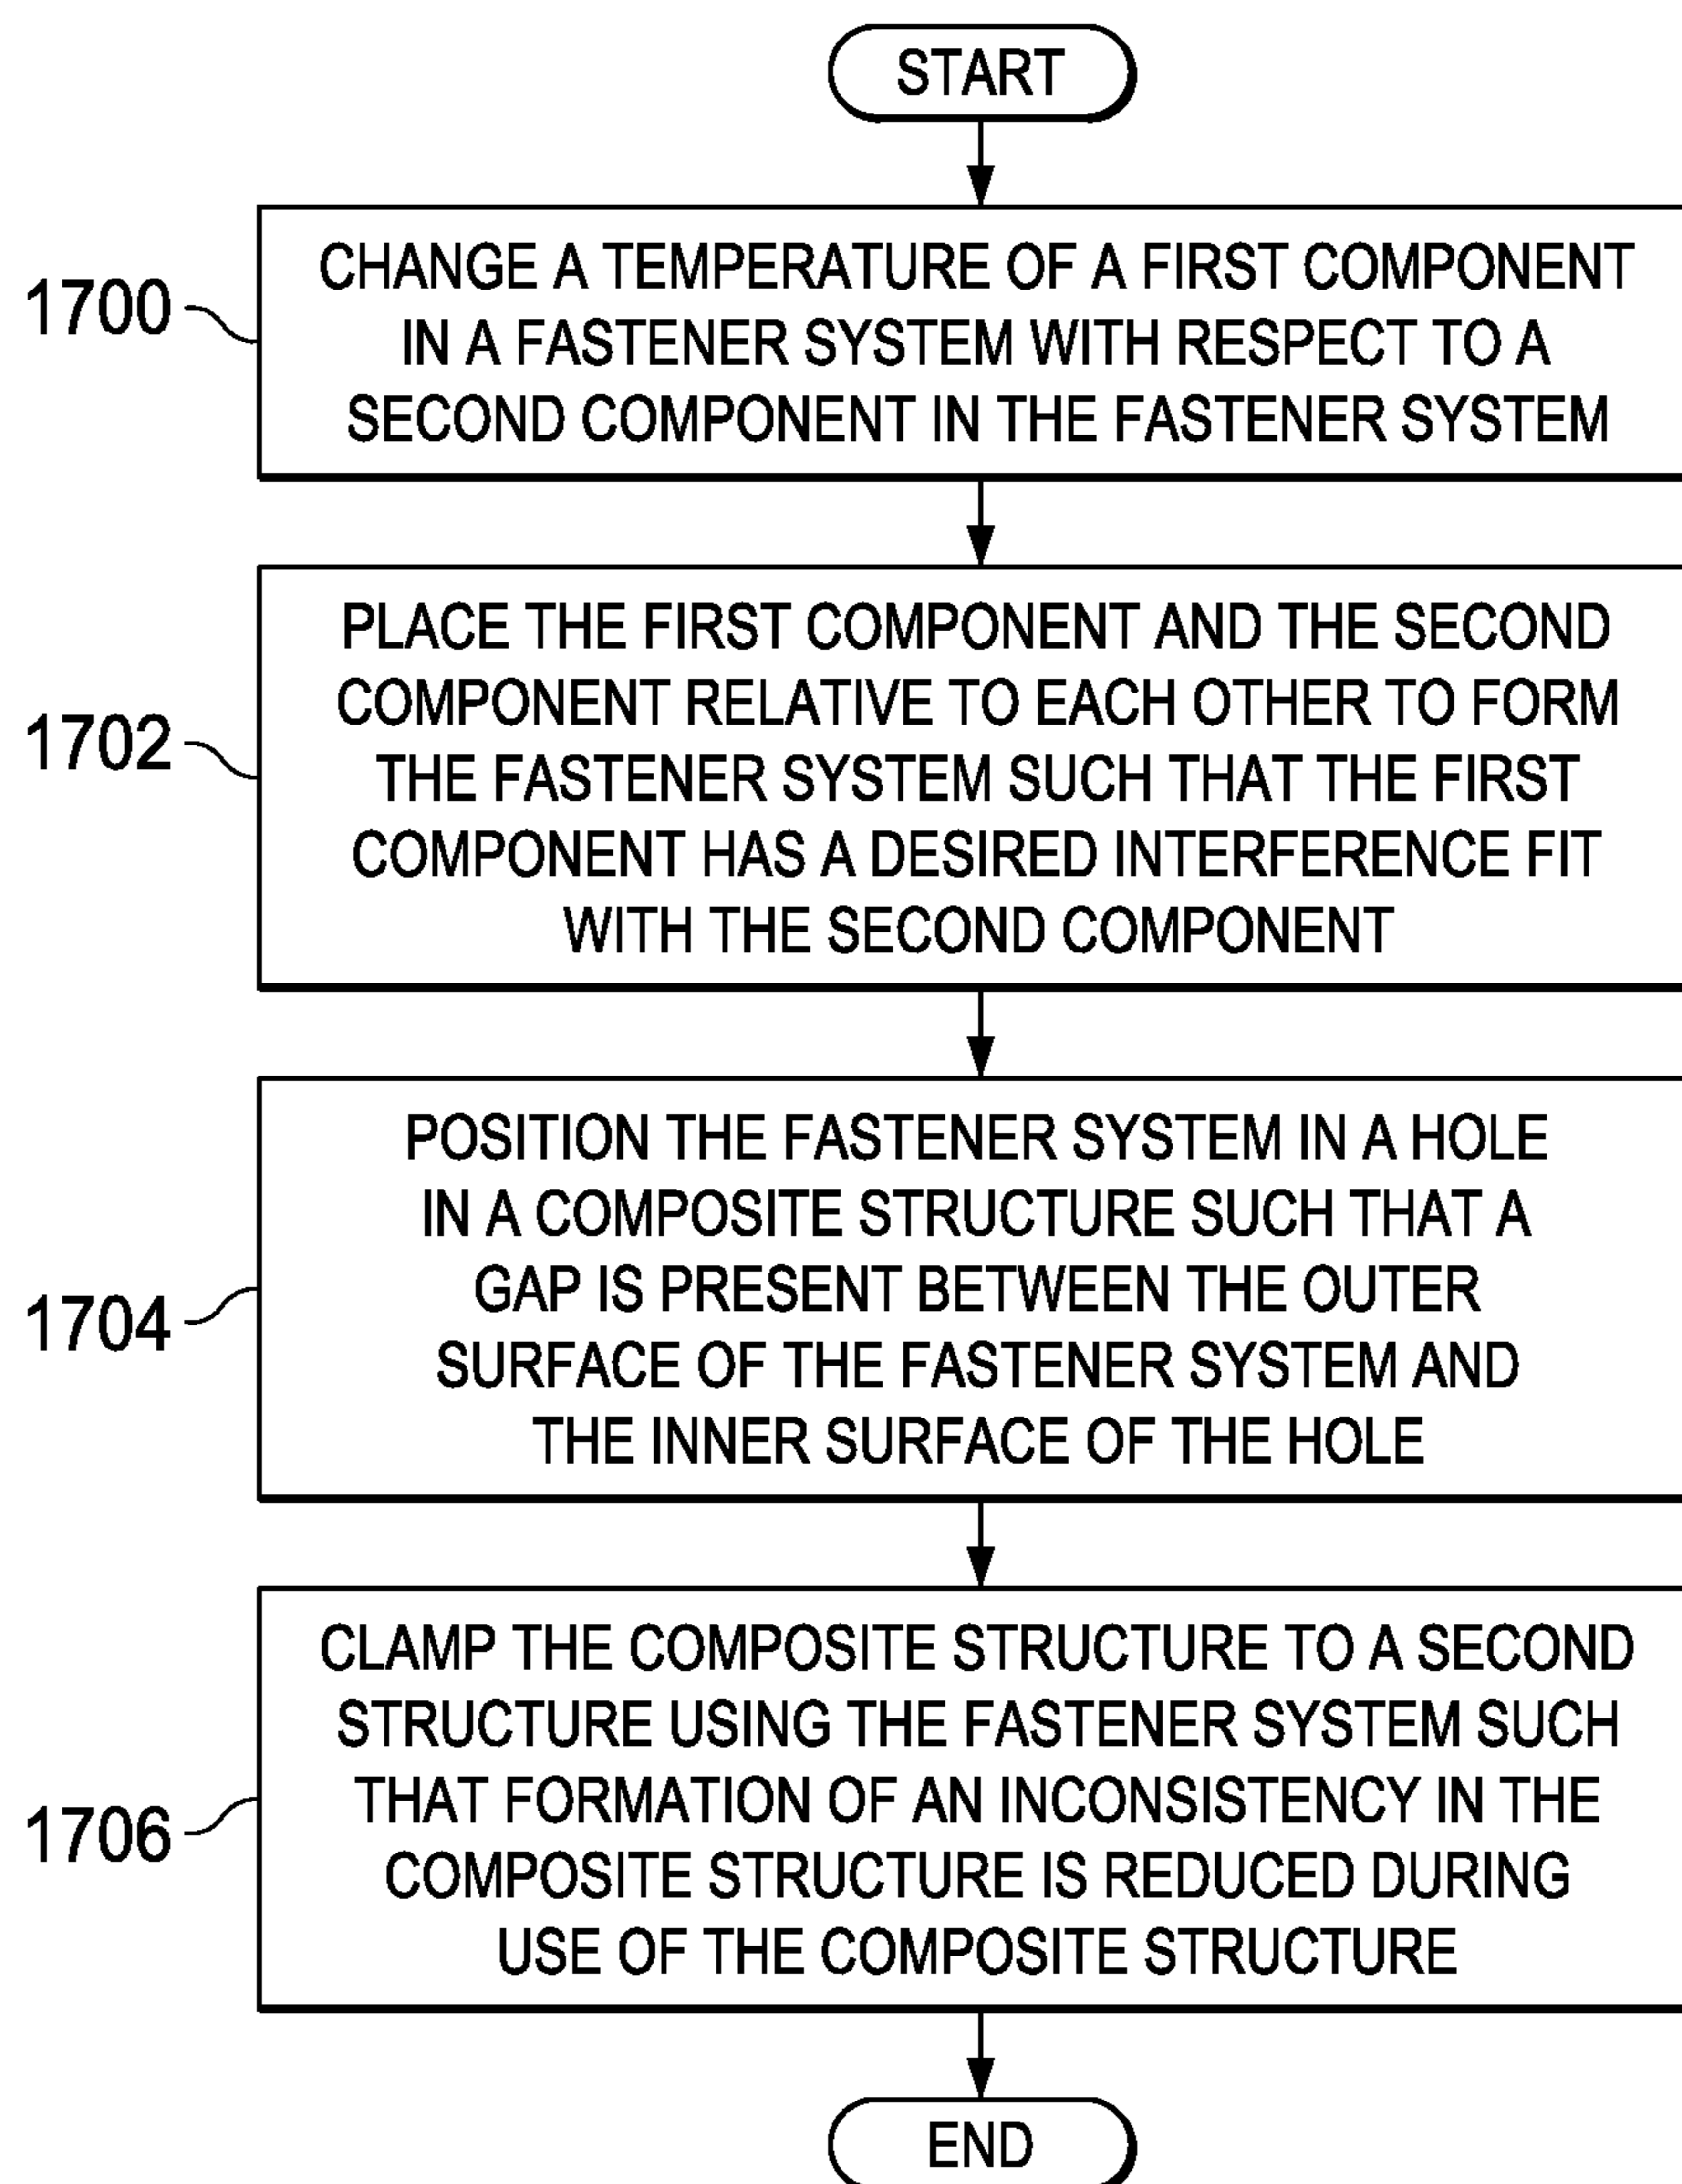 START
1700
CHANGE A TEMPERATURE OF A FIRST COMPONENT
IN A FASTENER SYSTEM WITH RESPECT TO A
SECOND COMPONENT IN THE FASTENER SYSTEM
1702
PLACE THE FIRST COMPONENT AND THE SECOND
COMPONENT RELATIVE TO EACH OTHER TO FORM
THE FASTENER SYSTEM SUCH THAT THE FIRST
COMPONENT HAS A DESIRED INTERFERENCE FIT
WITH THE SECOND COMPONENT
1704
POSITION THE FASTENER SYSTEM IN A HOLE
IN A COMPOSITE STRUCTURE SUCH THAT A
GAP IS PRESENT BETWEEN THE OUTER
SURFACE OF THE FASTENER SYSTEM AND
THE INNER SURFACE OF THE HOLE
1706
CLAMP THE COMPOSITE STRUCTURE TO A SECOND
STRUCTURE USING THE FASTENER SYSTEM SUCH
THAT FORMATION OF AN INCONSISTENCY IN THE
COMPOSITE STRUCTURE IS REDUCED DURING
USE OF THE COMPOSITE STRUCTURE
END